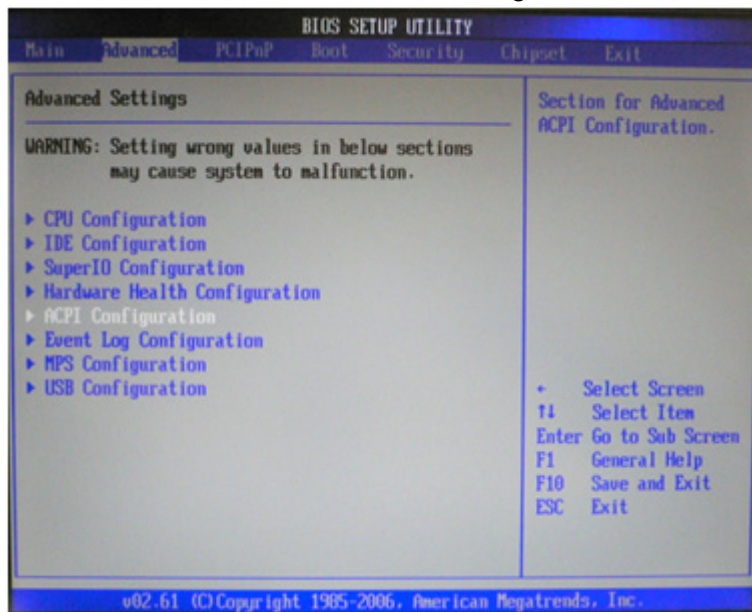 BIOS SETUP UTILITY
Main Advanced PCIPnP Boot Security Chipset Exit
Advanced Settings
WARNING: Setting wrong values in below sections
may cause system to malfunction.
▶ CPU Configuration
▶ IDE Configuration
▶ SuperIO Configuration
▶ Hardware Health Configuration
▶ ACPI Configuration
▶ Event Log Configuration
▶ MPS Configuration
▶ USB Configuration
Section for Advanced
ACPI Configuration.
← Select Screen
↑↓ Select Item
Enter Go to Sub Screen
F1 General Help
F10 Save and Exit
ESC Exit
v02.61 (C)Copyright 1985-2006, American Megatrends, Inc.